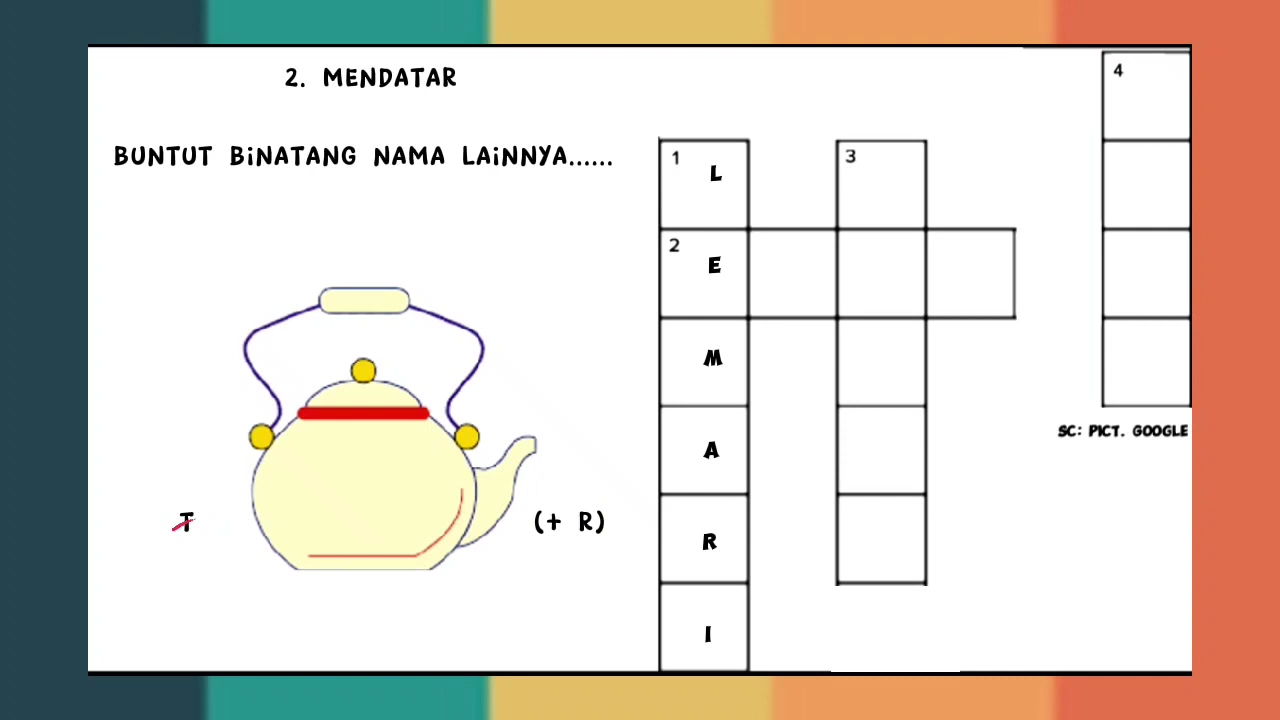 2. MENDATAR
BUNTUT BiNATANG NAMA LAiNNYA......
T
(+ R)
1 L
2 E
M
A
R
I
3
4
SC: PICT. GOOGLE